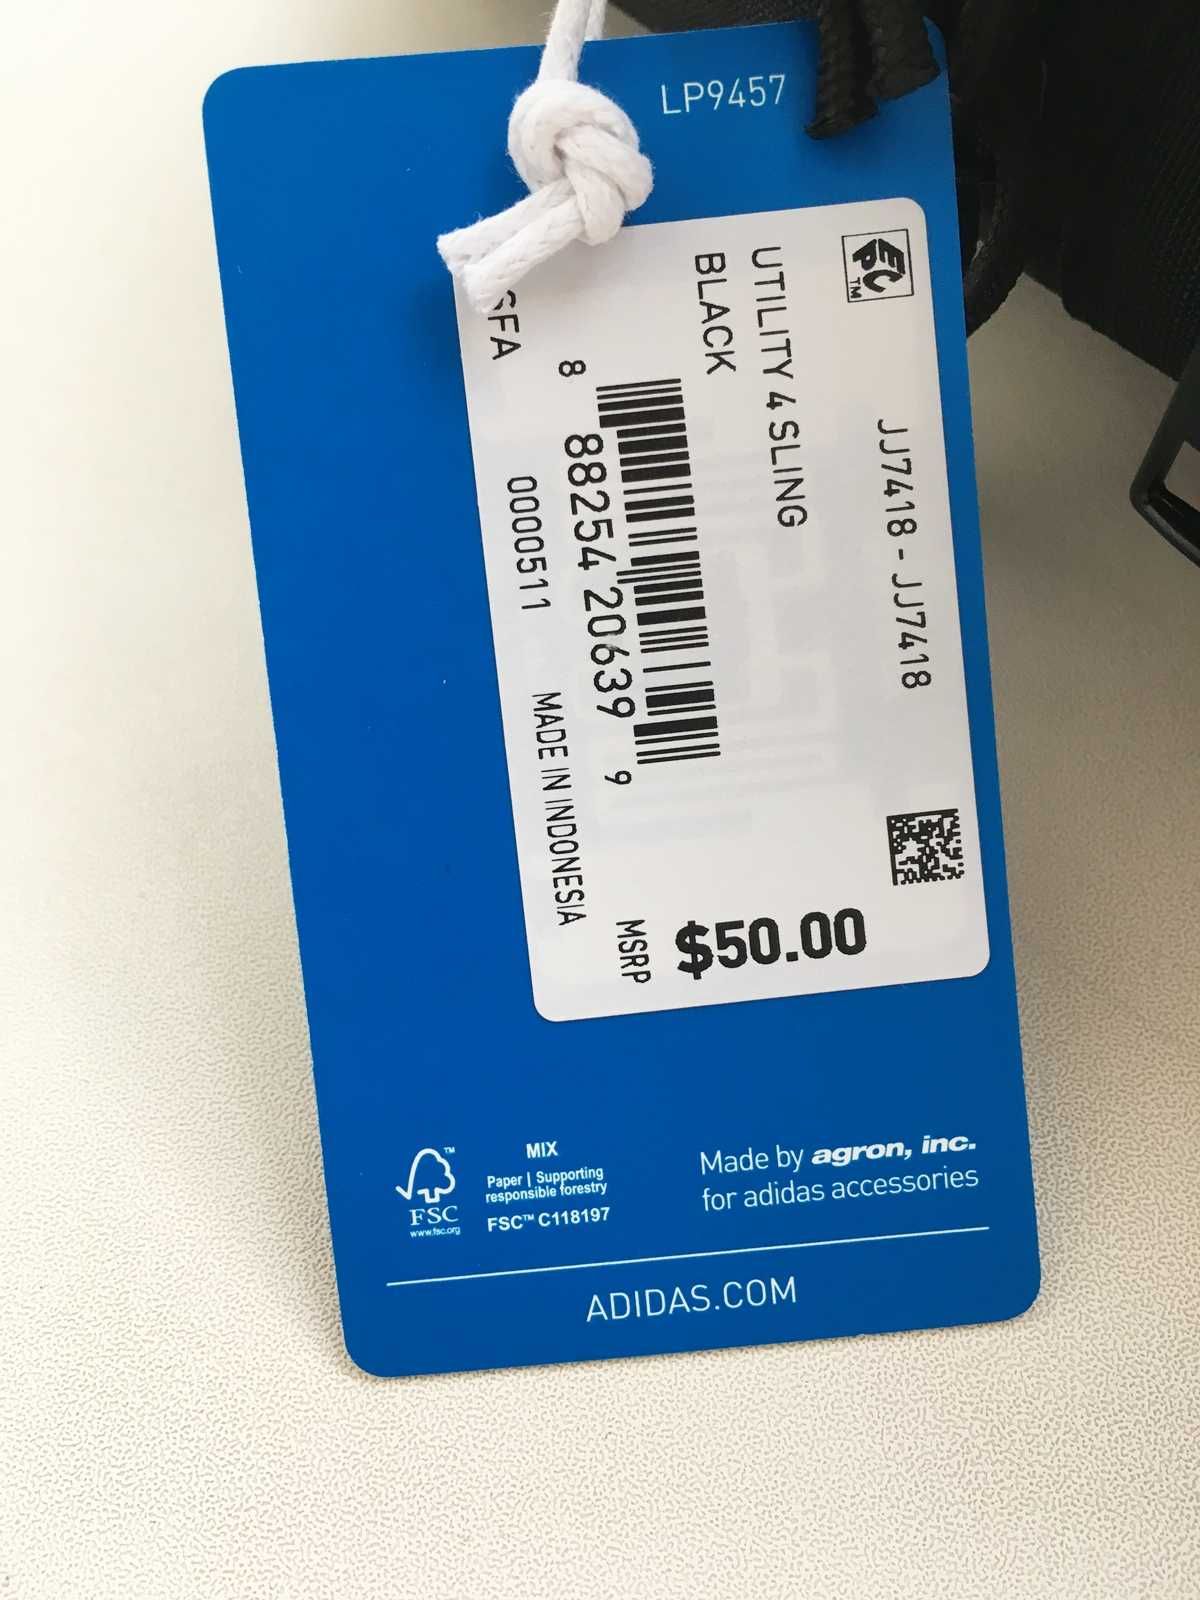 LP9457
ECP™
JJ7418 - JJ7418
UTILITY 4 SLING
BLACK
8 88254 20639 9
0000511
MADE IN INDONESIA
MSRP
$50.00
FSC
www.fsc.org
MIX
Paper | Supporting
responsible forestry
FSC™ C118197
Made by agron, inc.
for adidas accessories
ADIDAS.COM